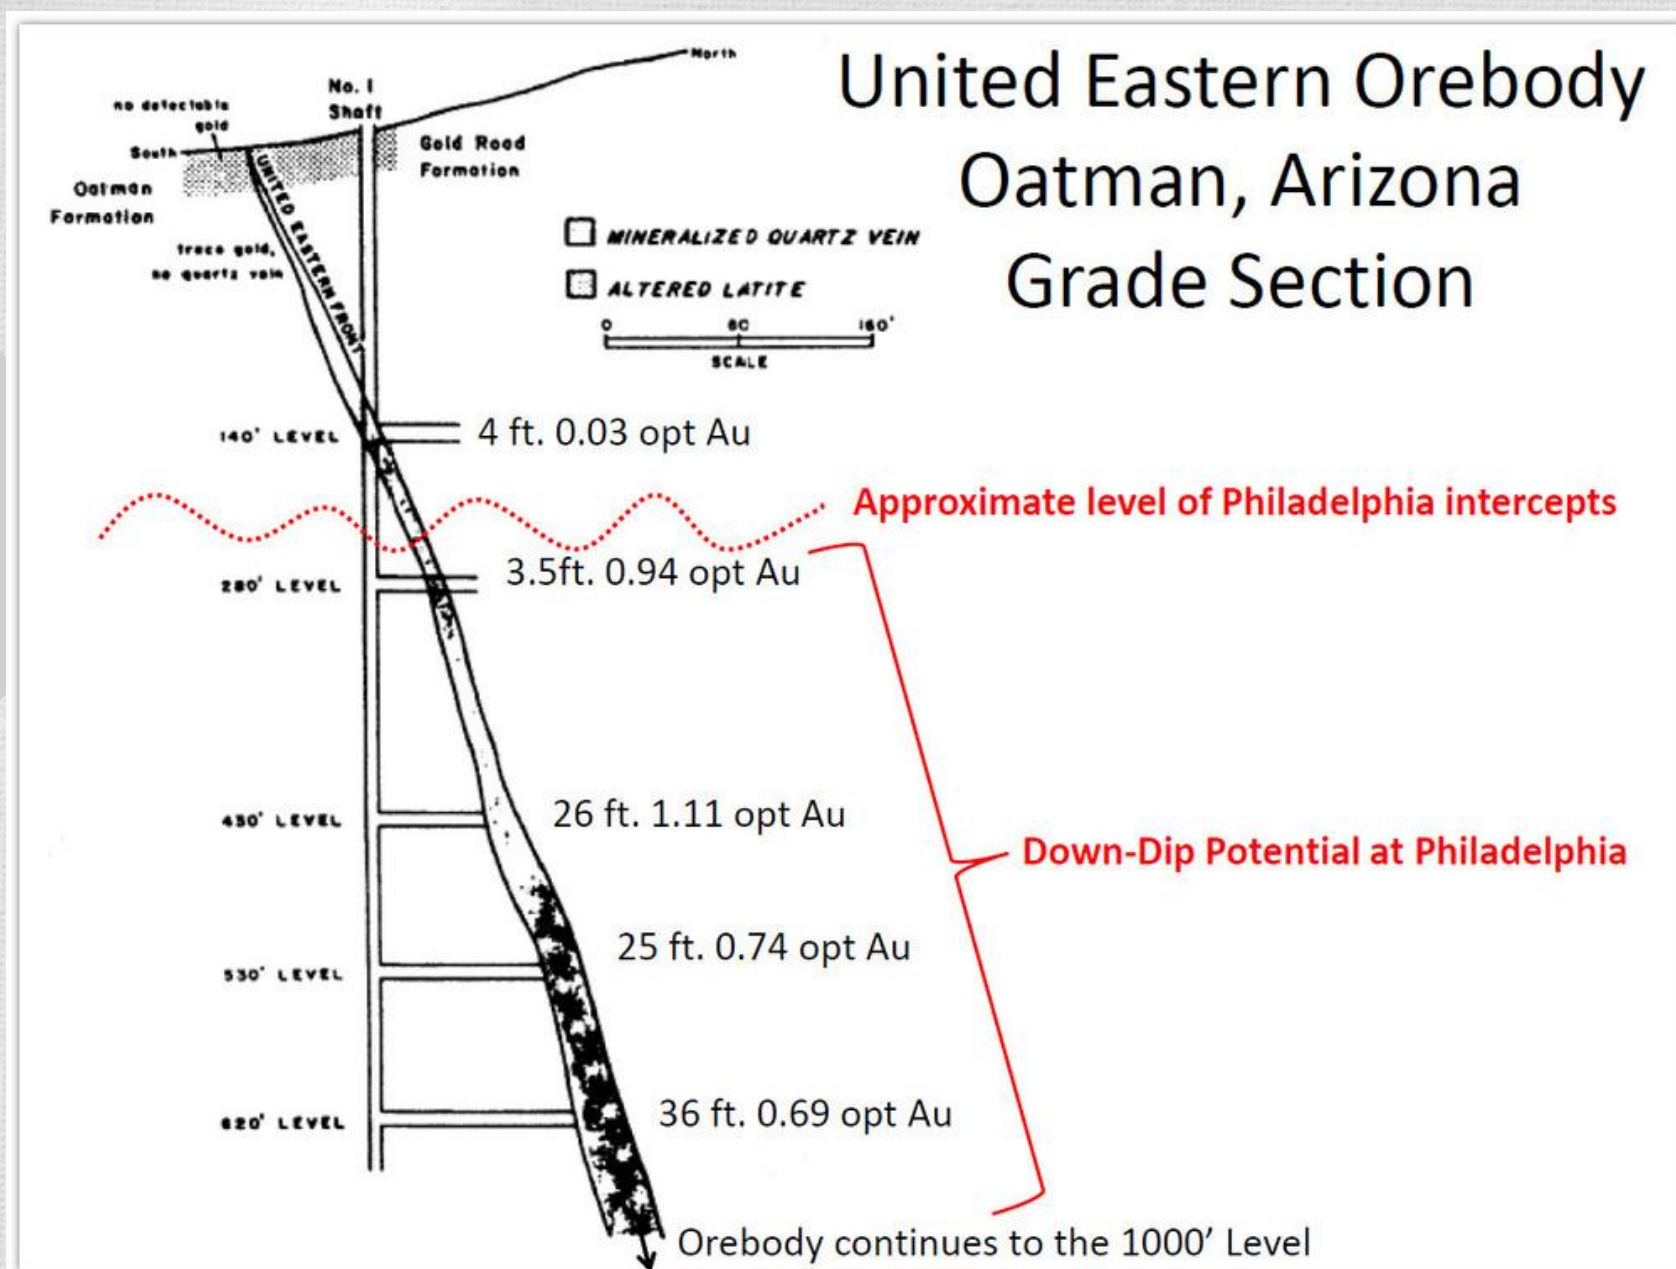 United Eastern Orebody
Oatman, Arizona
Grade Section
North
No. I
Shaft
no detectable
gold
South
Gold Road
Formation
Oatman
Formation
UNITED EASTERN FRONT
trace gold,
no quartz vein
MINERALIZED QUARTZ VEIN
ALTERED LATITE
0 80 160'
SCALE
140' LEVEL
4 ft. 0.03 opt Au
Approximate level of Philadelphia intercepts
280' LEVEL
3.5ft. 0.94 opt Au
450' LEVEL
26 ft. 1.11 opt Au
Down-Dip Potential at Philadelphia
530' LEVEL
25 ft. 0.74 opt Au
620' LEVEL
36 ft. 0.69 opt Au
Orebody continues to the 1000’ Level